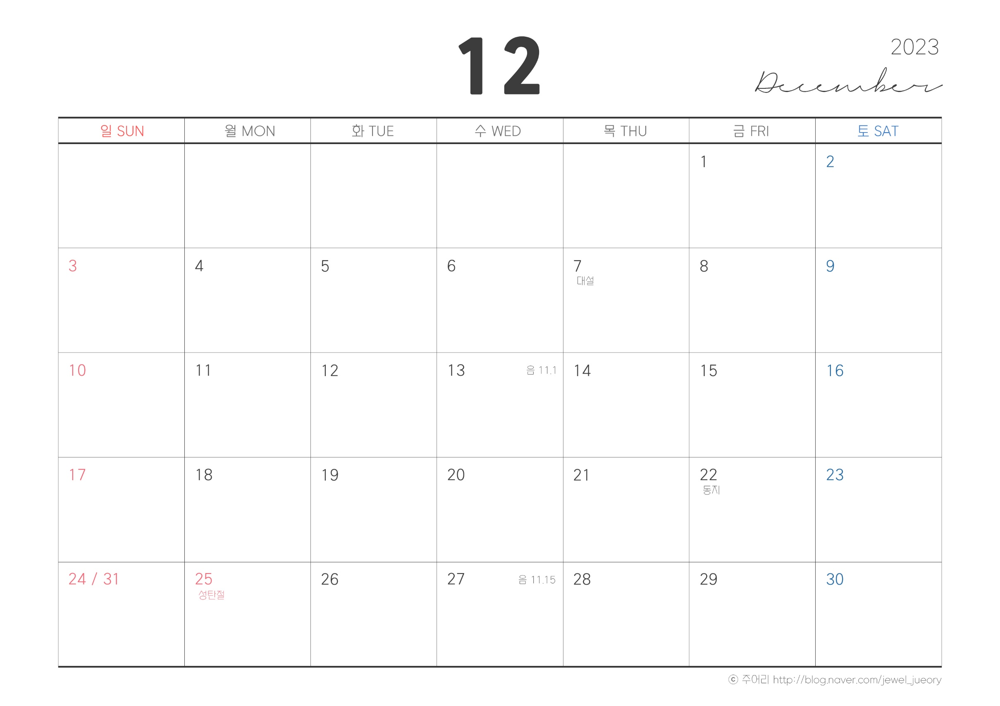 12
2023
December
일 SUN 월 MON 화 TUE 수 WED 목 THU 금 FRI 토 SAT
1 2
3 4 5 6 7 8 9
대설
10 11 12 13 음 11.1 14 15 16
17 18 19 20 21 22 23
동지
24 / 31 25 26 27 음 11.15 28 29 30
성탄절
ⓒ 주어리 http://blog.naver.com/jewel_jueory